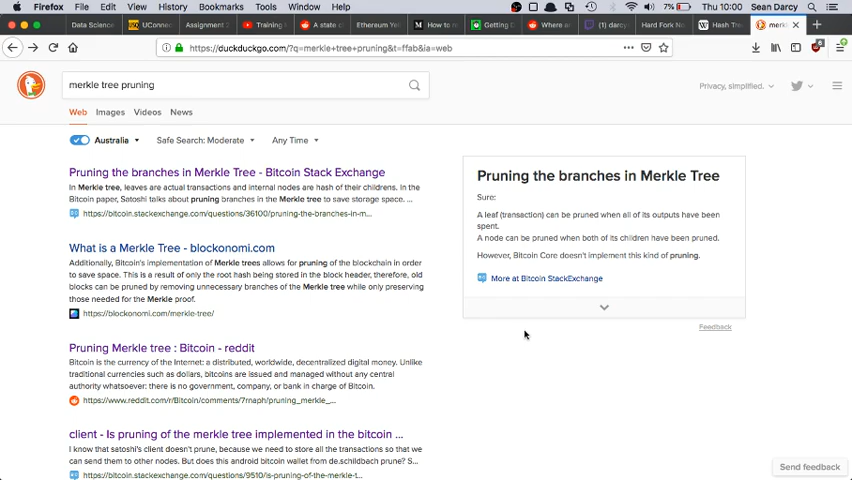 Firefox File Edit View History Bookmarks Tools Window Help 7% Thu 10:00 Sean Darcy
Data Science UConn Assignment 2 Training A state Ethereum Yel How to r Getting Where a (1) darcy Hard Fork N Hash Tre merk
https://duckduckgo.com/?q=merkle+tree+pruning&t=ffab&ia=web
merkle tree pruning
Privacy, simplified.
Web Images Videos News
Australia Safe Search: Moderate Any Time
Pruning the branches in Merkle Tree - Bitcoin Stack Exchange
In Merkle tree, leaves are actual transactions and internal nodes are hash of their childrens. In the
Bitcoin paper, Satoshi talks about pruning branches in the Merkle tree to save storage space. ...
https://bitcoin.stackexchange.com/questions/36100/pruning-the-branches-in-m...
What is a Merkle Tree - blockonomi.com
Additionally, Bitcoin's implementation of Merkle trees allows for pruning of the blockchain in order
to save space. This is a result of only the root hash being stored in the block header, therefore, old
blocks can be pruned by removing unnecessary branches of the Merkle tree while only preserving
those needed for the Merkle proof.
https://blockonomi.com/merkle-tree/
Pruning Merkle tree : Bitcoin - reddit
Bitcoin is the currency of the Internet: a distributed, worldwide, decentralized digital money. Unlike
traditional currencies such as dollars, bitcoins are issued and managed without any central
authority whatsoever: there is no government, company, or bank in charge of Bitcoin.
https://www.reddit.com/r/Bitcoin/comments/7rnaph/pruning_merkle_...
client - Is pruning of the merkle tree implemented in the bitcoin ...
I know that satoshi's client doesn't prune, because we need to store all the transactions so that we
can send them to other nodes. But does this android bitcoin wallet from de.schildbach prune? S...
https://bitcoin.stackexchange.com/questions/9510/is-pruning-of-the-merkle-t...
Pruning the branches in Merkle Tree
Sure:
A leaf (transaction) can be pruned when all of its outputs have been
spent.
A node can be pruned when both of its children have been pruned.
However, Bitcoin Core doesn't implement this kind of pruning.
More at Bitcoin StackExchange
Feedback
Send feedback